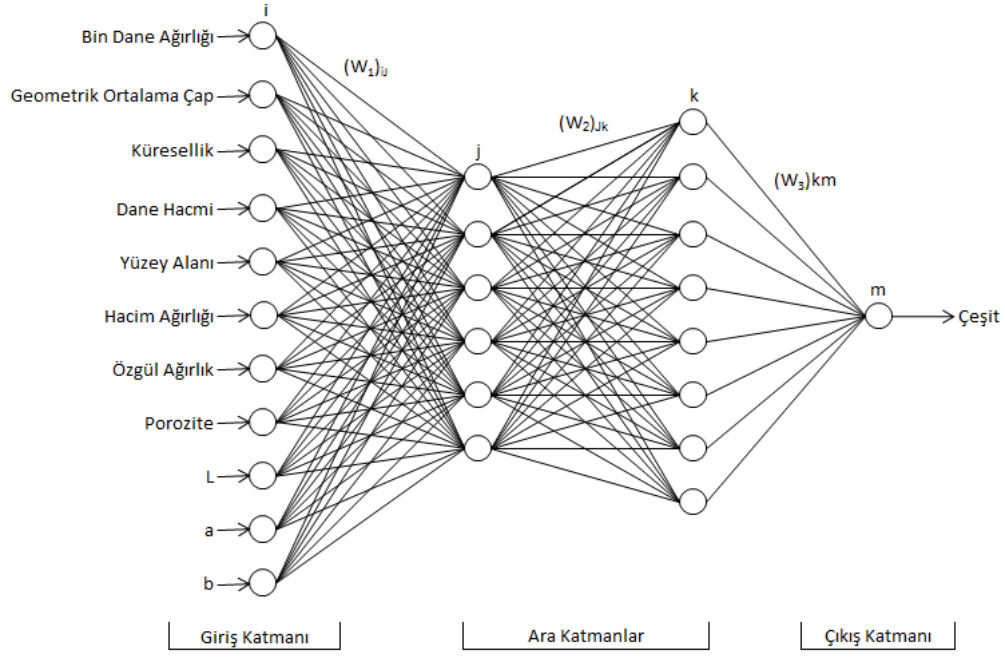 i
Bin Dane Ağırlığı
(W₁)ᵢᴊ
Geometrik Ortalama Çap
k
(W₂)Jk
Küresellik
j
(W₃)km
Dane Hacmi
Yüzey Alanı
m
Hacim Ağırlığı
Çeşit
Özgül Ağırlık
Porozite
L
a
b
Giriş Katmanı
Ara Katmanlar
Çıkış Katmanı